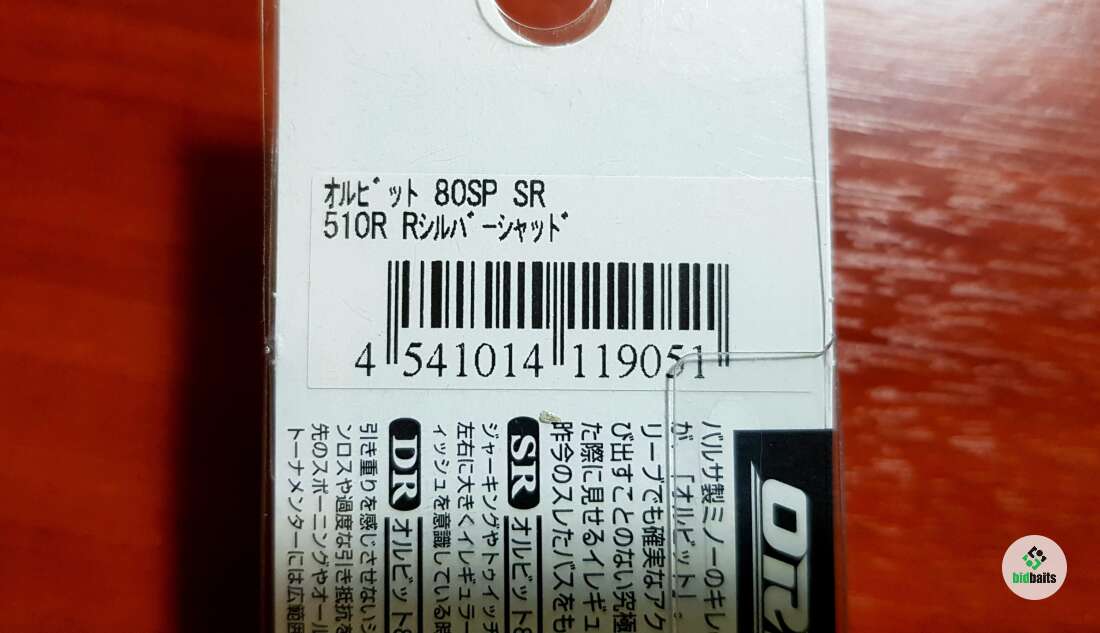 ｵﾙﾋﾞｯﾄ 80SP SR
510R Rｼﾙﾊﾞｰｼｬｯﾄﾞ
4 541014 119051
バルサ製ミノーのキレ
が、「オルビット」
リーブでも確実なアク
び出すことのない究極
た際に見せるイレギュ
昨今のスレたバスをも
SR オルビット8
ジャーキングやトウイッチ
左右に大きくイレギュラー
ィッシュを意識している時
DR オルビット8
引き重りを感じさせないジ
ンロスや過度な引き抵抗を
先のスポーニングやオール
トーナメンターには広範囲
bidbaits